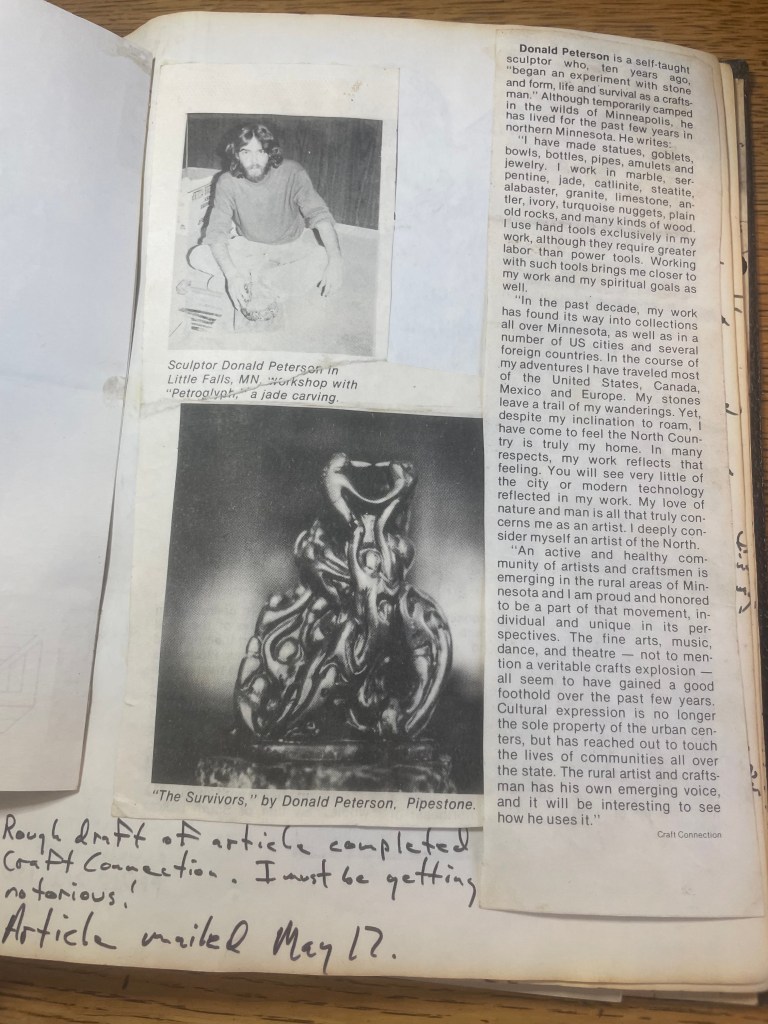 Sculptor Donald Peterson in
Little Falls, MN, workshop with
"Petroglyph," a jade carving.
"The Survivors," by Donald Peterson, Pipestone.
Rough draft of article completed
Craft Connection. I must be getting
notorious!
Article mailed May 17.
Donald Peterson is a self-taught
sculptor who, ten years ago,
"began an experiment with stone
and form, life and survival as a crafts-
man." Although temporarily camped
in the wilds of Minneapolis, he
has lived for the past few years in
northern Minnesota. He writes:
"I have made statues, goblets,
bowls, bottles, pipes, amulets and
jewelry. I work in marble, ser-
pentine, jade, catlinite, steatite,
alabaster, granite, limestone, an-
tler, ivory, turquoise nuggets, plain
old rocks, and many kinds of wood.
I use hand tools exclusively in my
work, although they require greater
labor than power tools. Working
with such tools brings me closer to
my work and my spiritual goals as
well.
"In the past decade, my work
has found its way into collections
all over Minnesota, as well as in a
number of US cities and several
foreign countries. In the course of
my adventures I have traveled most
of the United States, Canada,
Mexico and Europe. My stones
leave a trail of my wanderings. Yet,
despite my inclination to roam, I
have come to feel the North Coun-
try is truly my home. In many
respects, my work reflects that
feeling. You will see very little of
the city or modern technology
reflected in my work. My love of
nature and man is all that truly con-
cerns me as an artist. I deeply con-
sider myself an artist of the North.
"An active and healthy com-
munity of artists and craftsmen is
emerging in the rural areas of Min-
nesota and I am proud and honored
to be a part of that movement, in-
dividual and unique in its per-
spectives. The fine arts, music,
dance, and theatre — not to men-
tion a veritable crafts explosion —
all seem to have gained a good
foothold over the past few years.
Cultural expression is no longer
the sole property of the urban cen-
ters, but has reached out to touch
the lives of communities all over
the state. The rural artist and crafts-
man has his own emerging voice,
and it will be interesting to see
how he uses it."
Craft Connection